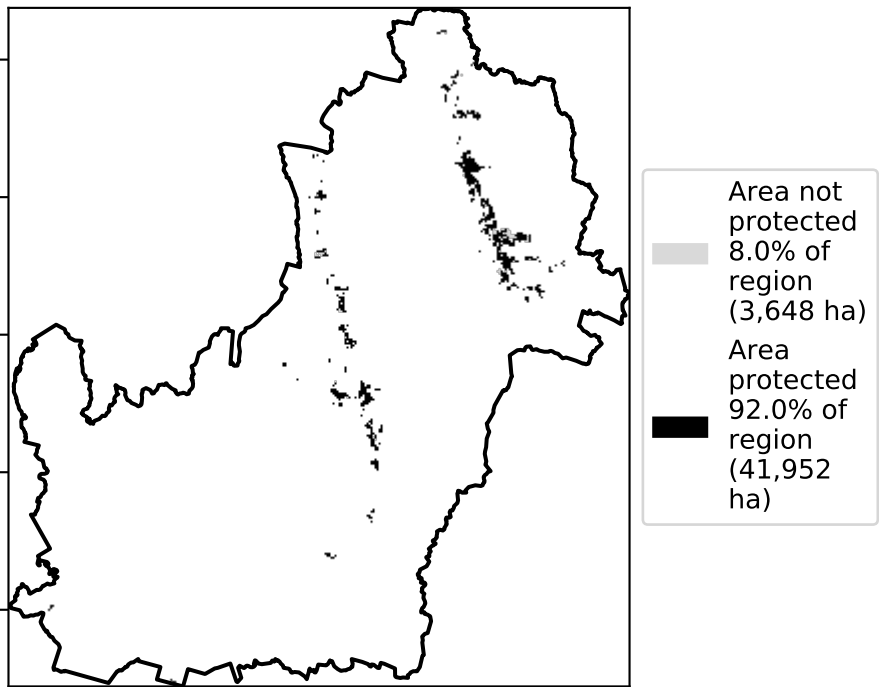 Area not
protected
8.0% of
region
(3,648 ha)
Area
protected
92.0% of
region
(41,952
ha)